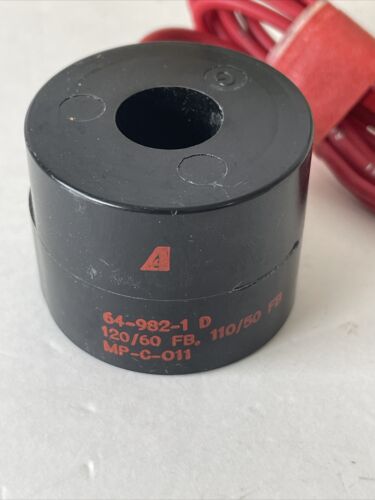 A
64-982-1 D
120/60 FB. 110/50 FB
MP-C-011